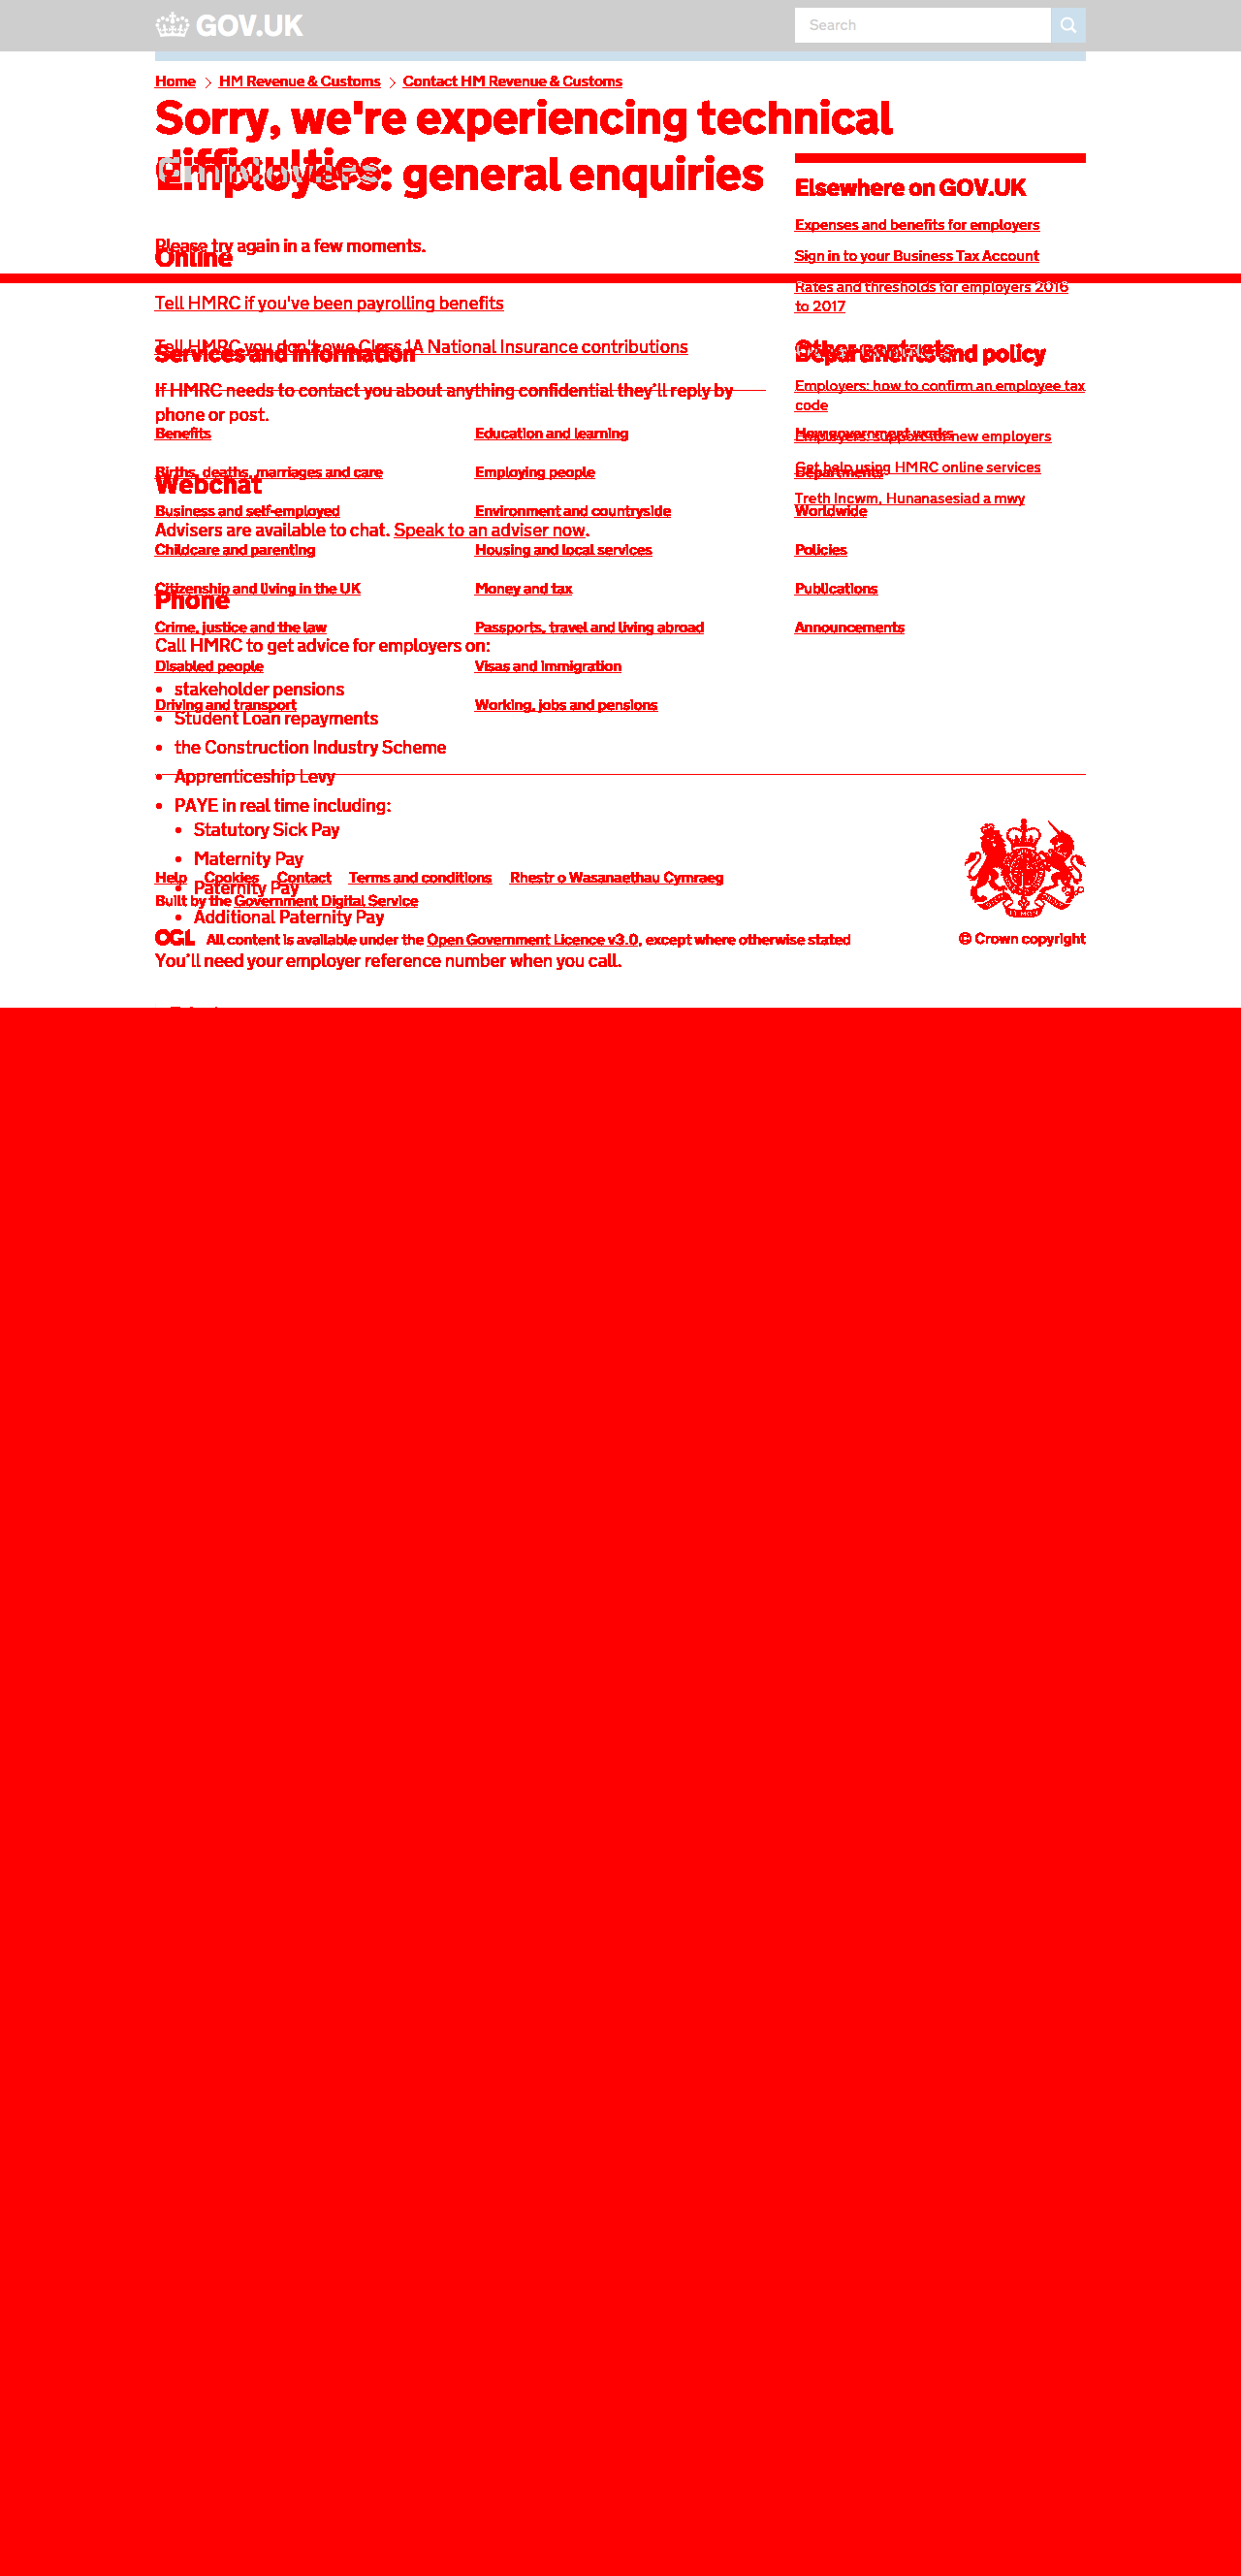 GOV.UK
Search
Home
HM Revenue & Customs
Contact HM Revenue & Customs
Sorry, we're experiencing technical
difficulties
Employers: general enquiries
Please try again in a few moments.
Online
Tell HMRC if you've been payrolling benefits
Tell HMRC you don't owe Class 1A National Insurance contributions
Services and information
If HMRC needs to contact you about anything confidential they’ll reply by
phone or post.
Benefits
Education and learning
Births, deaths, marriages and care
Employing people
Webchat
Business and self-employed
Environment and countryside
Advisers are available to chat. Speak to an adviser now.
Childcare and parenting
Housing and local services
Citizenship and living in the UK
Money and tax
Phone
Crime, justice and the law
Passports, travel and living abroad
Call HMRC to get advice for employers on:
Disabled people
Visas and immigration
• stakeholder pensions
Driving and transport
Working, jobs and pensions
• Student Loan repayments
• the Construction Industry Scheme
• Apprenticeship Levy
• PAYE in real time including:
• Statutory Sick Pay
• Maternity Pay
• Paternity Pay
• Additional Paternity Pay
You’ll need your employer reference number when you call.
Elsewhere on GOV.UK
Expenses and benefits for employers
Sign in to your Business Tax Account
Rates and thresholds for employers 2016
to 2017
Other contacts
Departments and policy
Employers: how to confirm an employee tax
code
How government works
Employers: support for new employers
Get help using HMRC online services
Departments
Treth Incwm, Hunanasesiad a mwy
Worldwide
Policies
Publications
Announcements
Help
Cookies
Contact
Terms and conditions
Rhestr o Wasanaethau Cymraeg
Built by the Government Digital Service
OGL
All content is available under the Open Government Licence v3.0, except where otherwise stated
© Crown copyright